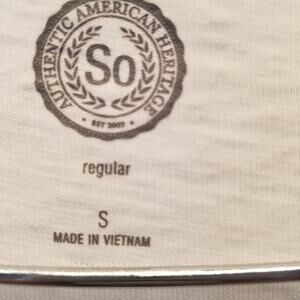 AUTHENTIC AMERICAN HERITAGE
So
EST 2007
regular
S
MADE IN VIETNAM